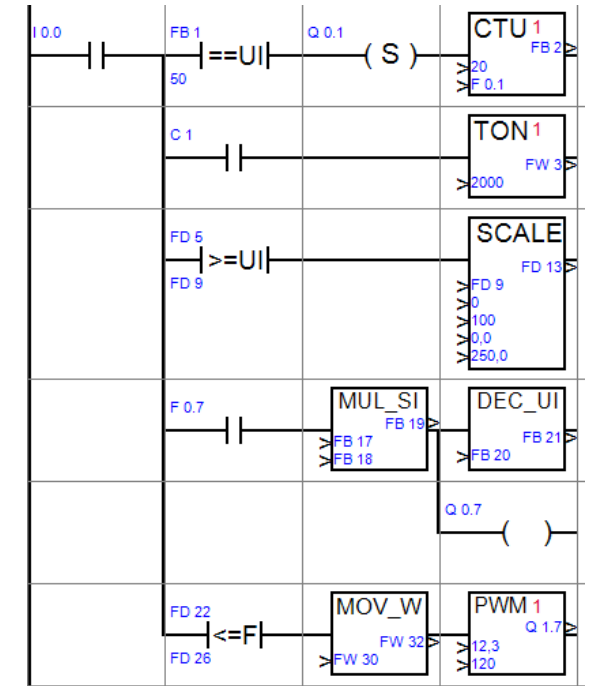 I 0.0
FB 1
==UI
50
Q 0.1
( S )
CTU 1
FB 2
20
F 0.1
C 1
TON 1
FW 3
2000
FD 5
>=UI
FD 9
SCALE
FD 13
FD 9
0
100
0,0
250,0
F 0.7
MUL_SI
FB 19
FB 17
FB 18
DEC_UI
FB 21
FB 20
Q 0.7
( )
FD 22
<=F
FD 26
MOV_W
FW 32
FW 30
PWM 1
Q 1.7
12,3
120